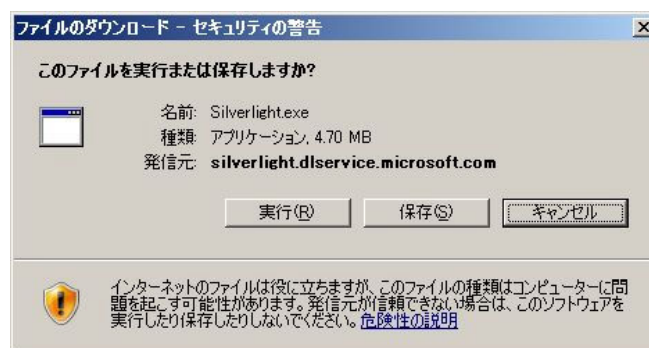 ファイルのダウンロード - セキュリティの警告
このファイルを実行または保存しますか?
名前: Silverlight.exe
種類: アプリケーション, 4.70 MB
発信元: silverlight.dlservice.microsoft.com
実行(R) 保存(S) キャンセル
インターネットのファイルは役に立ちますが、このファイルの種類はコンピューターに問
題を起こす可能性があります。発信元が信頼できない場合は、このソフトウェアを
実行したり保存したりしないでください。危険性の説明